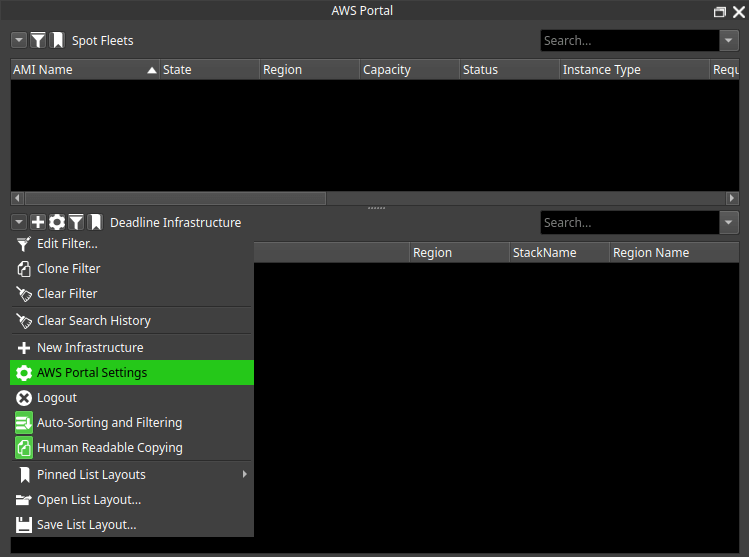 AWS Portal
Spot Fleets
Search...
AMI Name State Region Capacity Status Instance Type Requ
Deadline Infrastructure
Search...
Region StackName Region Name
Edit Filter...
Clone Filter
Clear Filter
Clear Search History
New Infrastructure
AWS Portal Settings
Logout
Auto-Sorting and Filtering
Human Readable Copying
Pinned List Layouts
Open List Layout...
Save List Layout...